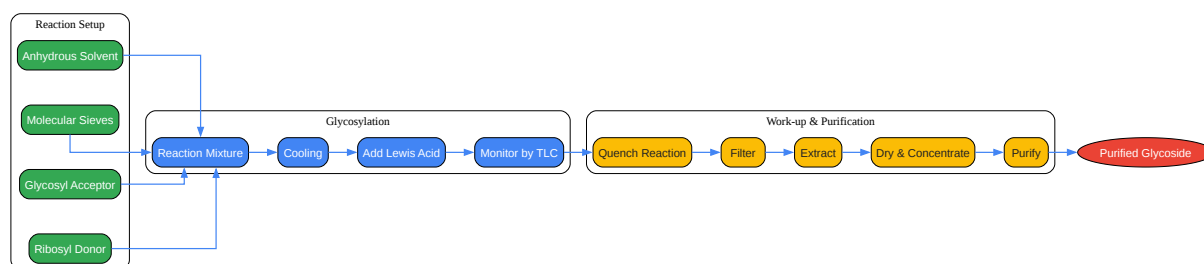 Reaction Setup
Anhydrous Solvent
Molecular Sieves
Glycosyl Acceptor
Ribosyl Donor
Glycosylation
Reaction Mixture
Cooling
Add Lewis Acid
Monitor by TLC
Work-up & Purification
Quench Reaction
Filter
Extract
Dry & Concentrate
Purify
Purified Glycoside